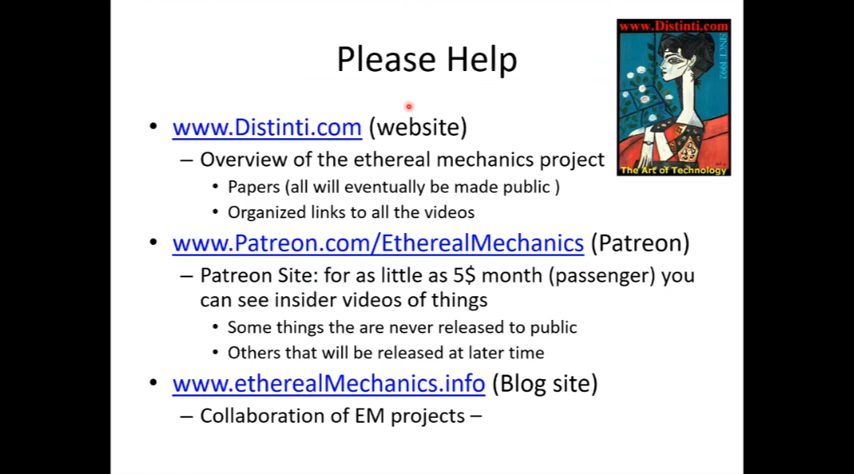 Please Help
www.Distinti.com
SINCE 1992
The Art of Technology
• www.Distinti.com (website)
– Overview of the ethereal mechanics project
• Papers (all will eventually be made public )
• Organized links to all the videos
• www.Patreon.com/EtherealMechanics (Patreon)
– Patreon Site: for as little as 5$ month (passenger) you
can see insider videos of things
• Some things the are never released to public
• Others that will be released at later time
• www.etherealMechanics.info (Blog site)
– Collaboration of EM projects –